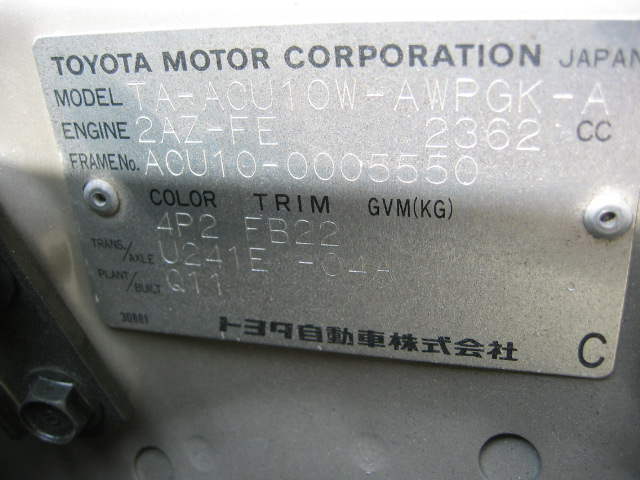 TOYOTA MOTOR CORPORATION JAPAN
MODEL TA-ACU10W-AWPGK-A
ENGINE 2AZ-FE 2362 CC
FRAME No. ACU10-0005550
COLOR TRIM GVM(KG)
4P2 FB22
TRANS./AXLE U241E -04A
PLANT/BUILT Q11
30881
トヨタ自動車株式会社 C